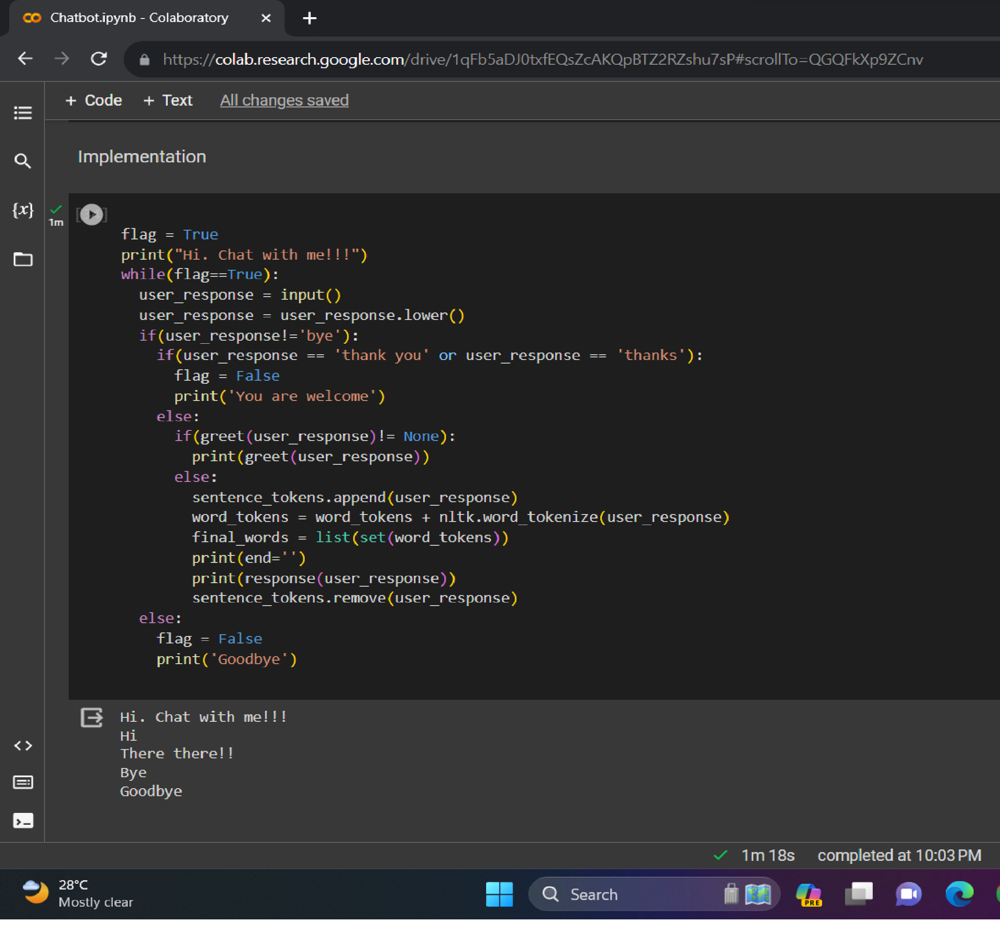 Chatbot.ipynb - Colaboratory
https://colab.research.google.com/drive/1qFb5aDJ0txfEQsZcAKQpBTZ2RZshu7sP#scrollTo=QGQFkXp9ZCnv
+ Code + Text All changes saved
Implementation
{x}
1m
flag = True
print("Hi. Chat with me!!!")
while(flag==True):
  user_response = input()
  user_response = user_response.lower()
  if(user_response!='bye'):
    if(user_response == 'thank you' or user_response == 'thanks'):
      flag = False
      print('You are welcome')
    else:
      if(greet(user_response)!= None):
        print(greet(user_response))
      else:
        sentence_tokens.append(user_response)
        word_tokens = word_tokens + nltk.word_tokenize(user_response)
        final_words = list(set(word_tokens))
        print(end='')
        print(response(user_response))
        sentence_tokens.remove(user_response)
  else:
    flag = False
    print('Goodbye')
Hi. Chat with me!!!
Hi
There there!!
Bye
Goodbye
1m 18s completed at 10:03 PM
28°C
Mostly clear
Search
PRE